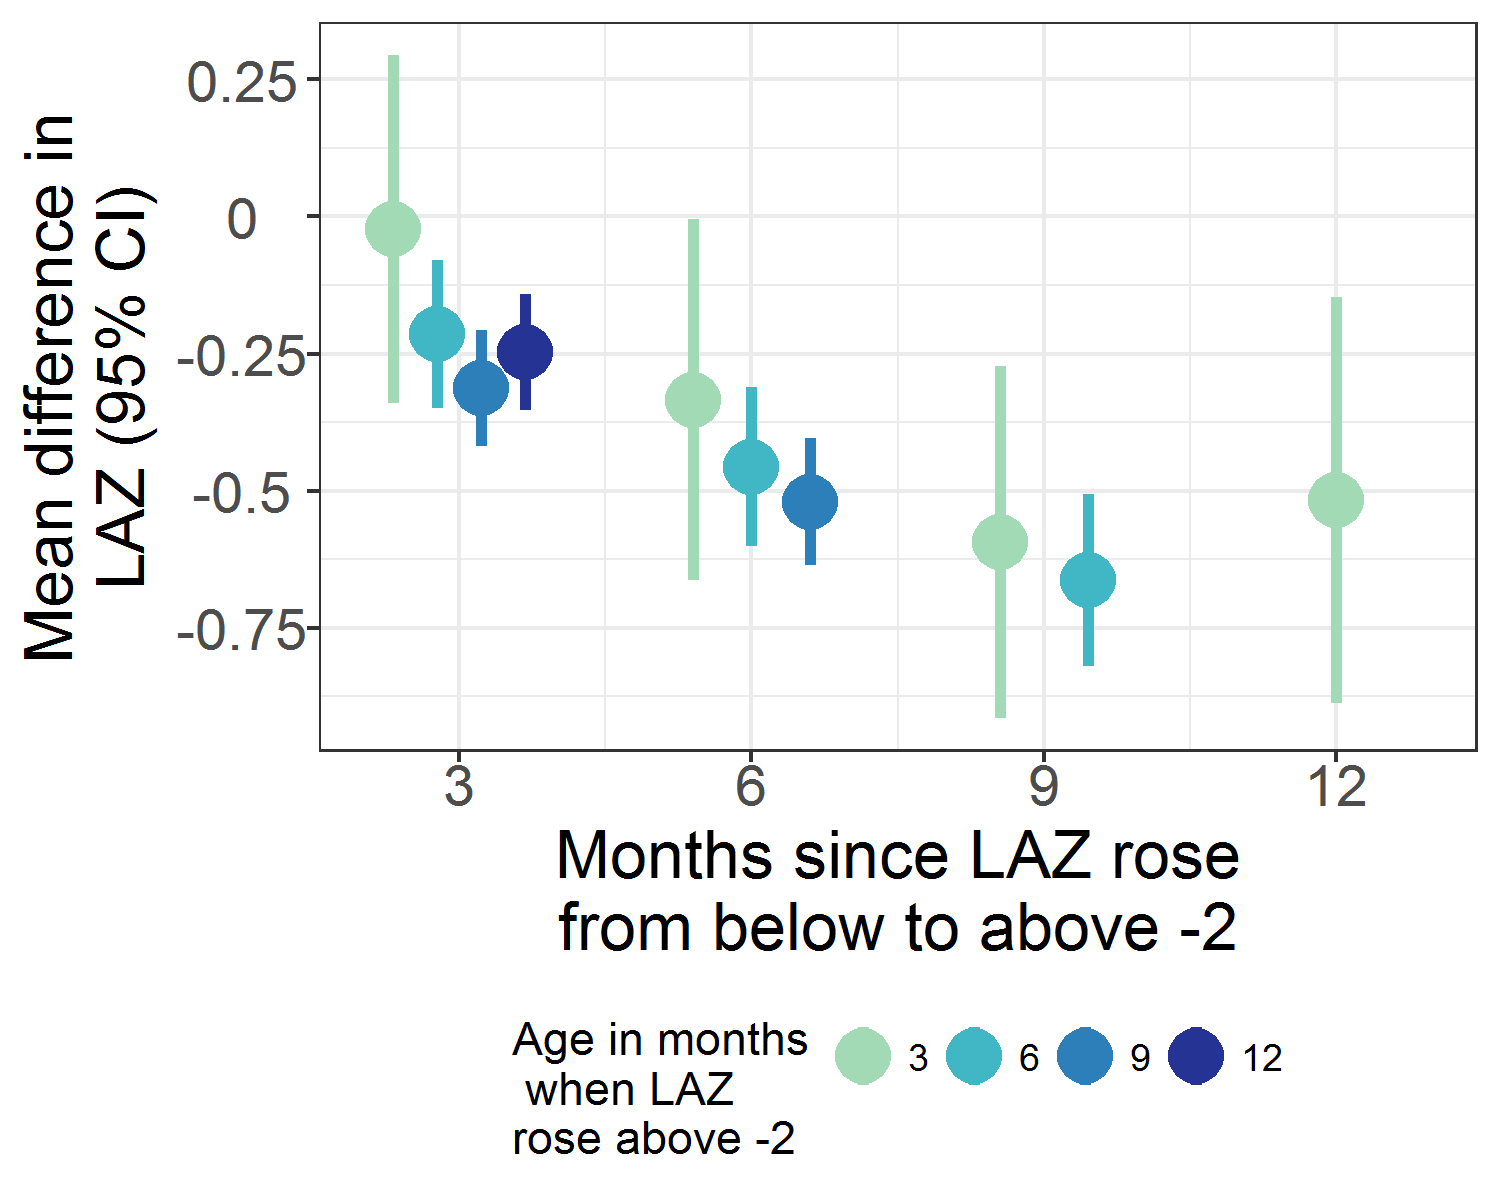 Mean difference in
LAZ (95% CI)
0.25
0
-0.25
-0.5
-0.75
3 6 9 12
Months since LAZ rose
from below to above -2
Age in months
when LAZ
rose above -2
3 6 9 12